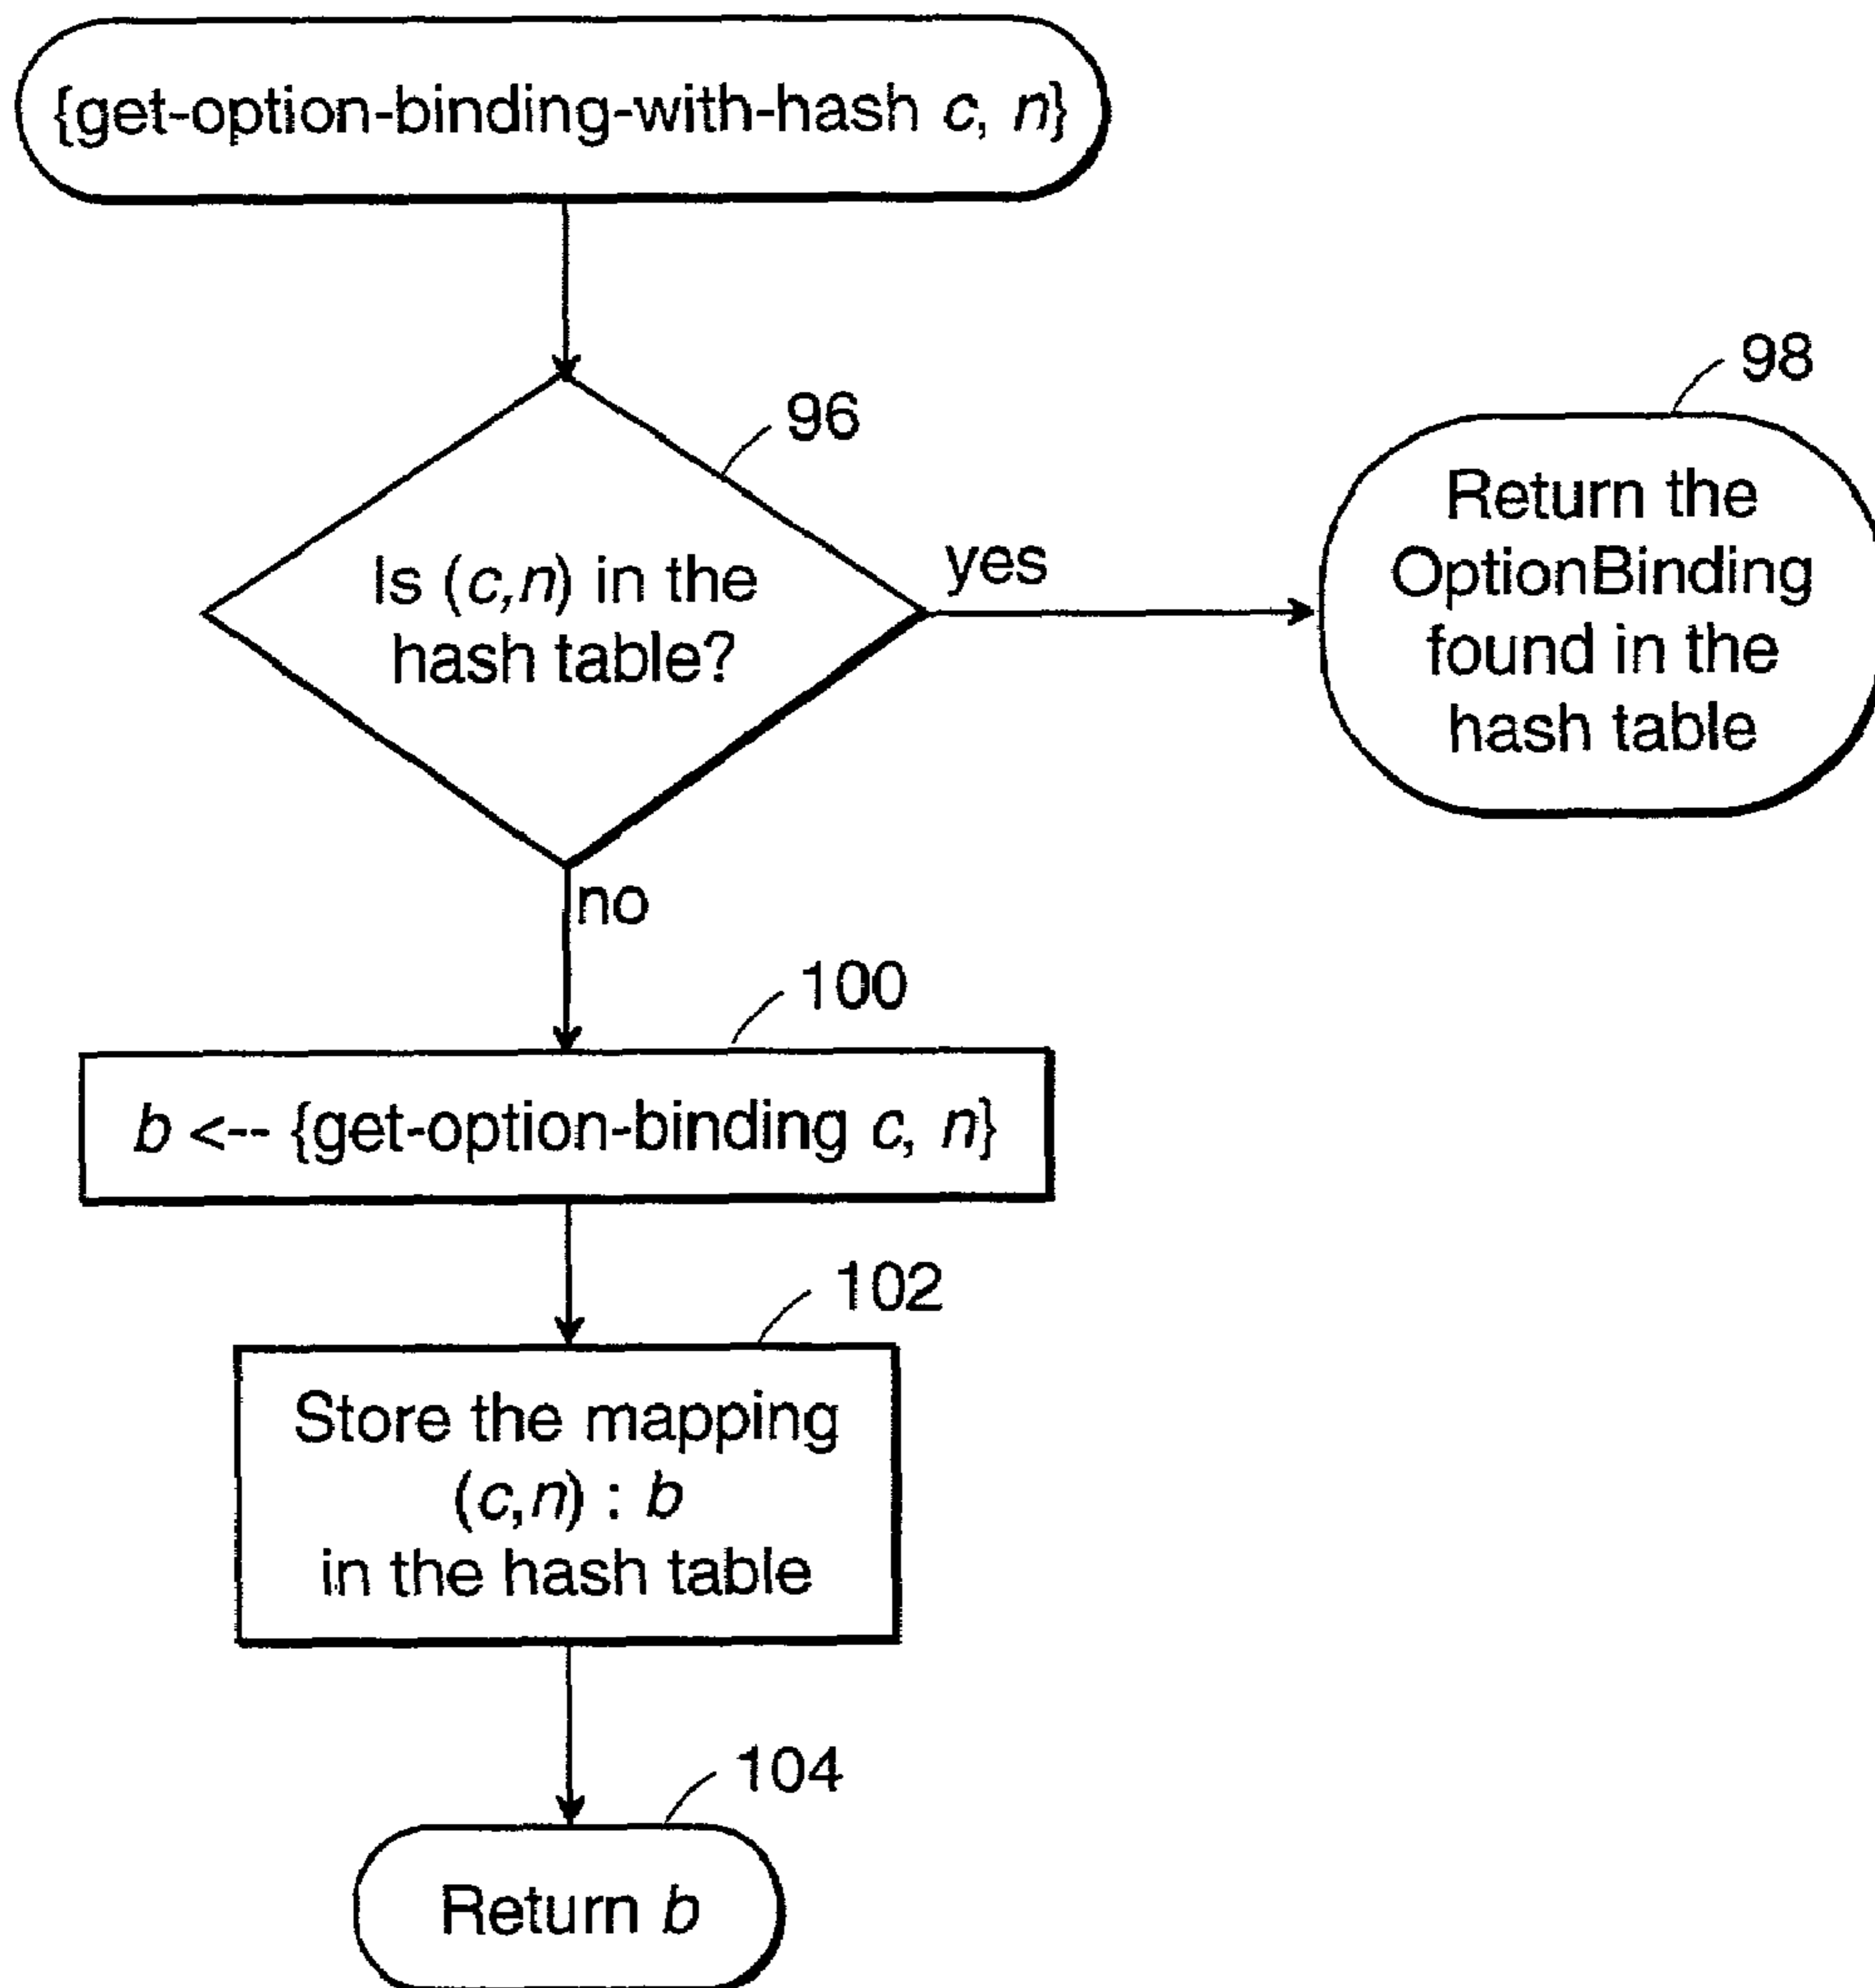 {get-option-binding-with-hash c, n}
96
98
Is (c,n) in the
hash table?
yes
Return the
OptionBinding
found in the
hash table
no
100
b <-- {get-option-binding c, n}
102
Store the mapping
(c,n) : b
in the hash table
104
Return b